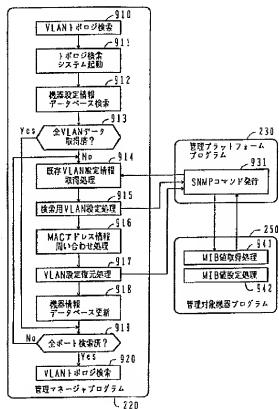 910
VLANトポロジ検索
911
トポロジ検索
システム起動
912
機器設定情報
データベース検索
913
Yes
全VLANデータ
取得済?
No
914
既存VLAN設定情報
取得処理
915
検索用VLAN設定処理
916
MACアドレス情報
問い合わせ処理
917
VLAN設定復元処理
918
機器情報
データベース更新
919
No
全ポート検索済?
Yes
920
VLANトポロジ検索
管理マネージャプログラム
220
230
管理プラットフォーム
プログラム
931
SNMPコマンド発行
250
941
MIB値取得処理
MIB値設定処理
942
管理対象機器プログラム